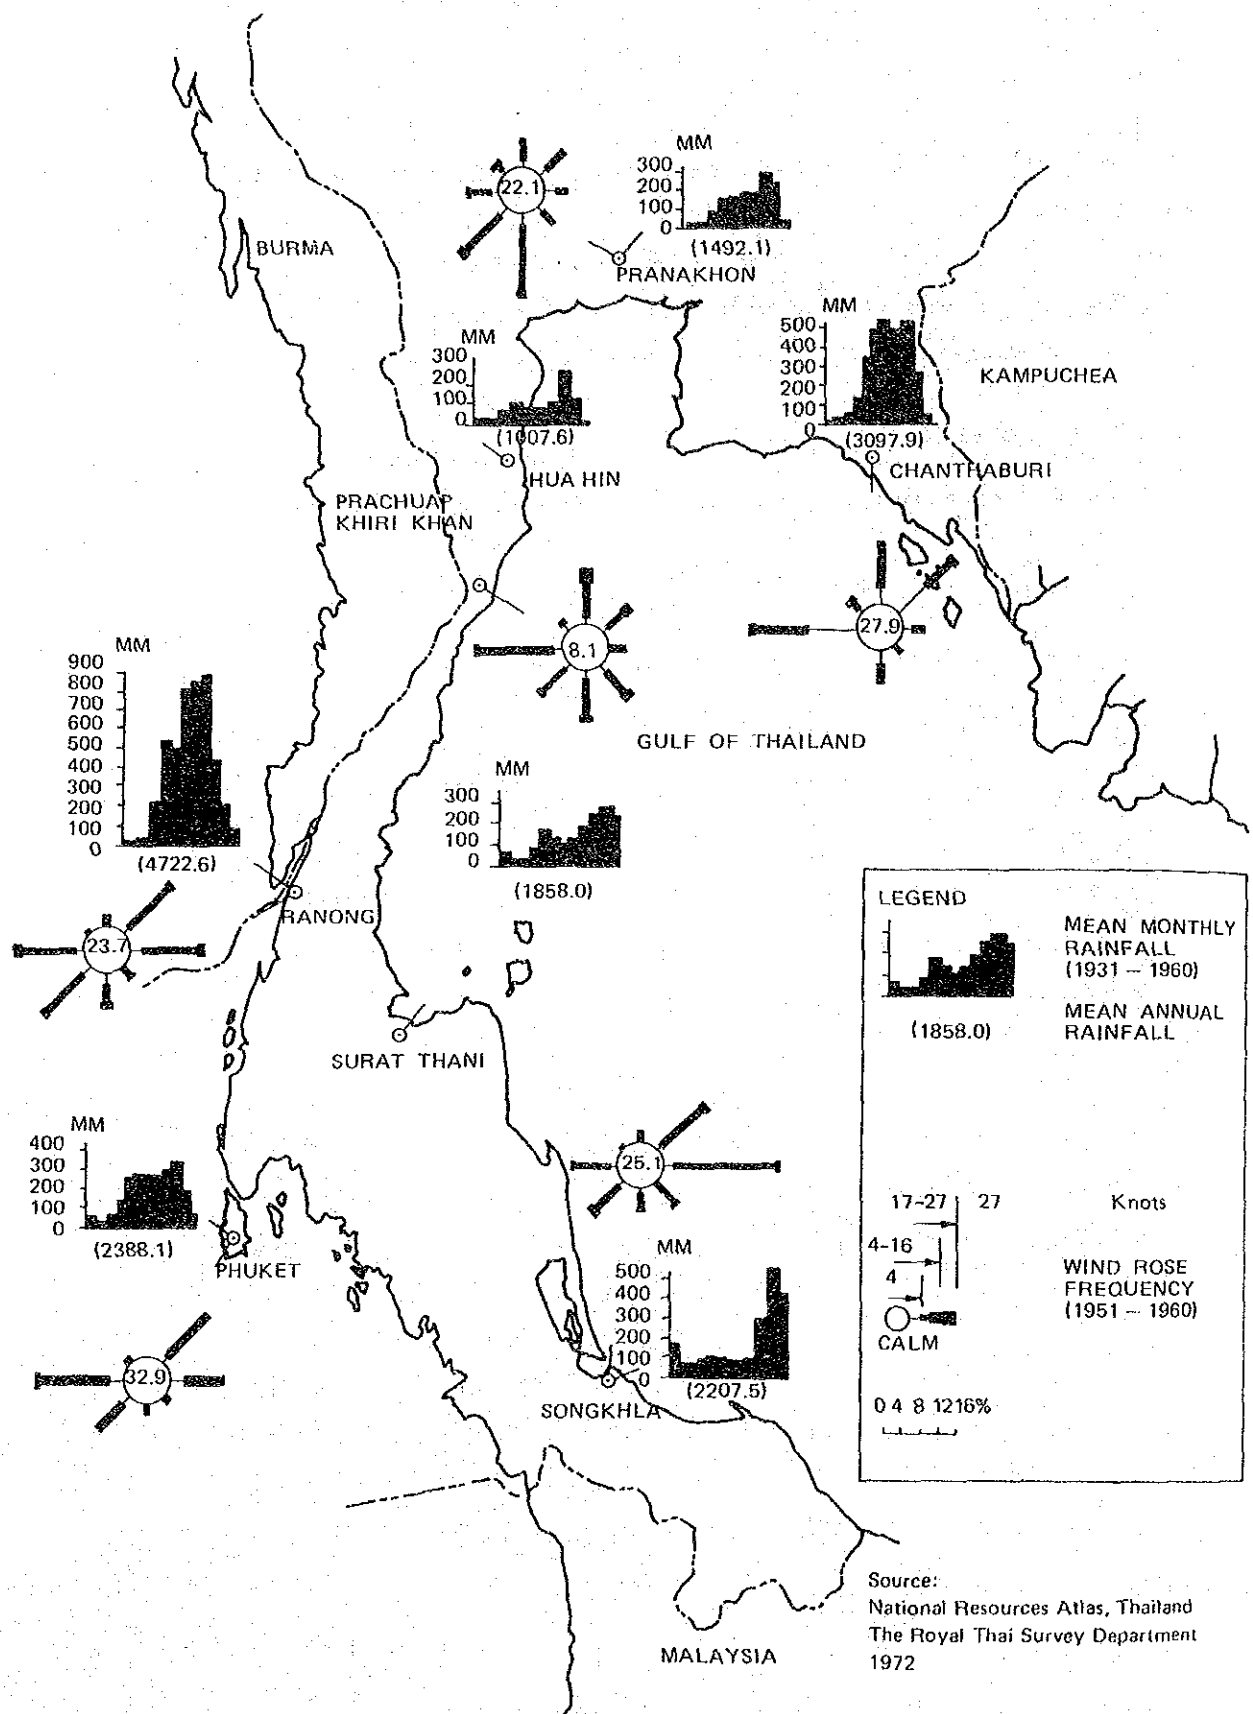 MM
300
200
100
0
(1492.1)
22.1
PRANAKHON
BURMA
MM
300
200
100
0
(1007.6)
HUA HIN
MM
500
400
300
200
100
0
(3097.9)
CHANTHABURI
KAMPUCHEA
PRACHUAP
KHIRI KHAN
8.1
27.9
GULF OF THAILAND
MM
900
800
700
600
500
400
300
200
100
0
(4722.6)
RANONG
23.7
MM
300
200
100
0
(1858.0)
SURAT THANI
MM
400
300
200
100
0
(2388.1)
PHUKET
32.9
25.1
MM
500
400
300
200
100
0
(2207.5)
SONGKHLA
MALAYSIA
LEGEND
MEAN MONTHLY
RAINFALL
(1931 – 1960)
(1858.0)
MEAN ANNUAL
RAINFALL
17-27 27 Knots
4-16
4
WIND ROSE
FREQUENCY
(1951 – 1960)
CALM
0 4 8 1216%
Source:
National Resources Atlas, Thailand
The Royal Thai Survey Department
1972